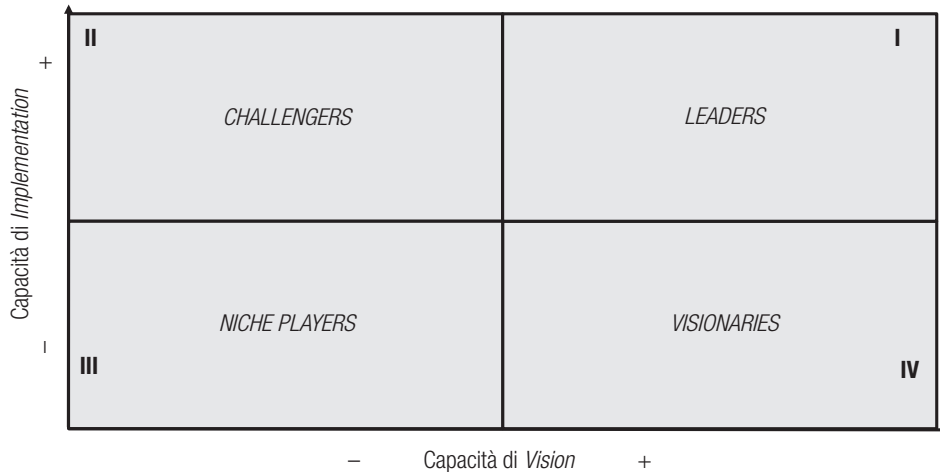 II
I
+
CHALLENGERS
LEADERS
Capacità di Implementation
NICHE PLAYERS
VISIONARIES
–
III
IV
– Capacità di Vision +